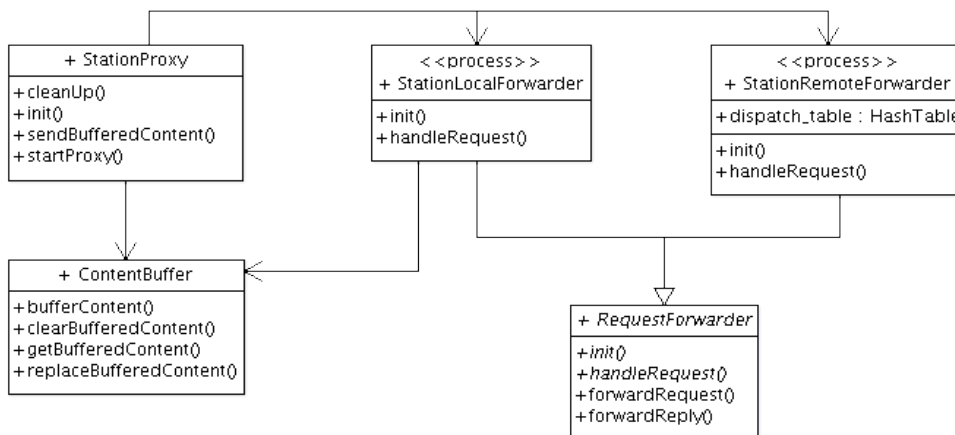 + StationProxy
+cleanUp()
+init()
+sendBufferedContent()
+startProxy()
<<process>>
+ StationLocalForwarder
+init()
+handleRequest()
<<process>>
+ StationRemoteForwarder
+dispatch_table : HashTable
+init()
+handleRequest()
+ ContentBuffer
+bufferContent()
+clearBufferedContent()
+getBufferedContent()
+replaceBufferedContent()
+ RequestForwarder
+init()
+handleRequest()
+forwardRequest()
+forwardReply()